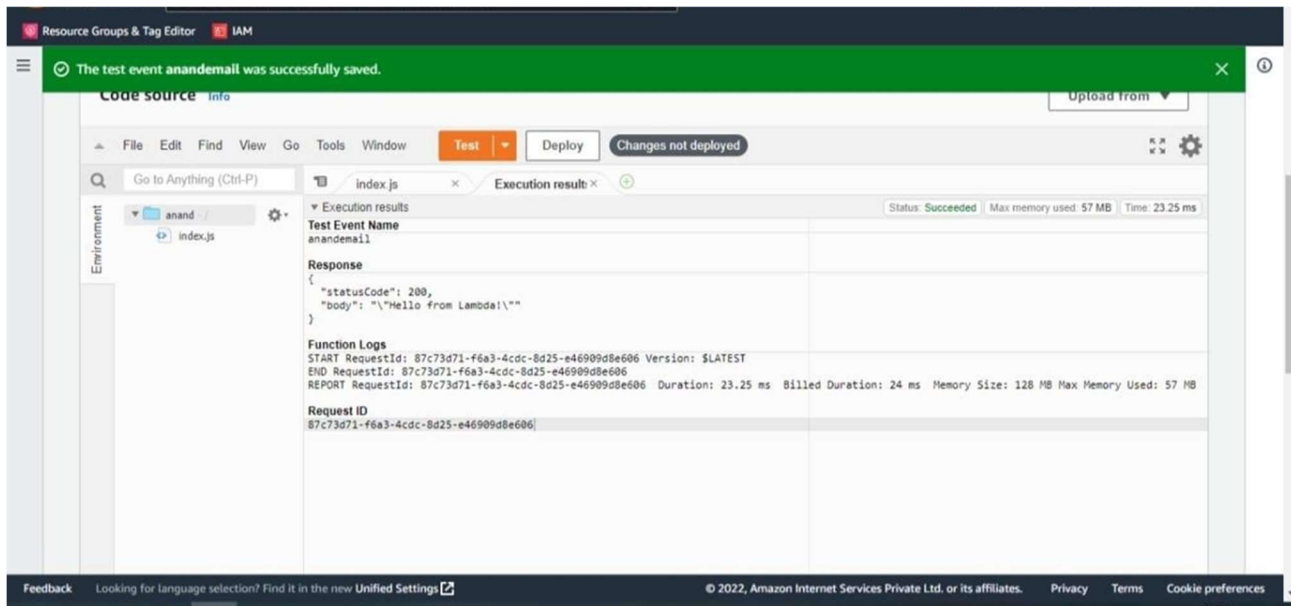 Resource Groups & Tag Editor IAM
The test event anandemail was successfully saved.
Code source Info Upload from
File Edit Find View Go Tools Window Test Deploy Changes not deployed
Go to Anything (Ctrl-P) index.js Execution results
Environment
anand /
index.js
Execution results Status: Succeeded Max memory used: 57 MB Time: 23.25 ms
Test Event Name
anandemail
Response
{
"statusCode": 200,
"body": "\"Hello from Lambda!\""
}
Function Logs
START RequestId: 87c73d71-f6a3-4cdc-8d25-e46909d8e606 Version: $LATEST
END RequestId: 87c73d71-f6a3-4cdc-8d25-e46909d8e606
REPORT RequestId: 87c73d71-f6a3-4cdc-8d25-e46909d8e606 Duration: 23.25 ms Billed Duration: 24 ms Memory Size: 128 MB Max Memory Used: 57 MB
Request ID
87c73d71-f6a3-4cdc-8d25-e46909d8e606
Feedback Looking for language selection? Find it in the new Unified Settings © 2022, Amazon Internet Services Private Ltd. or its affiliates. Privacy Terms Cookie preferences